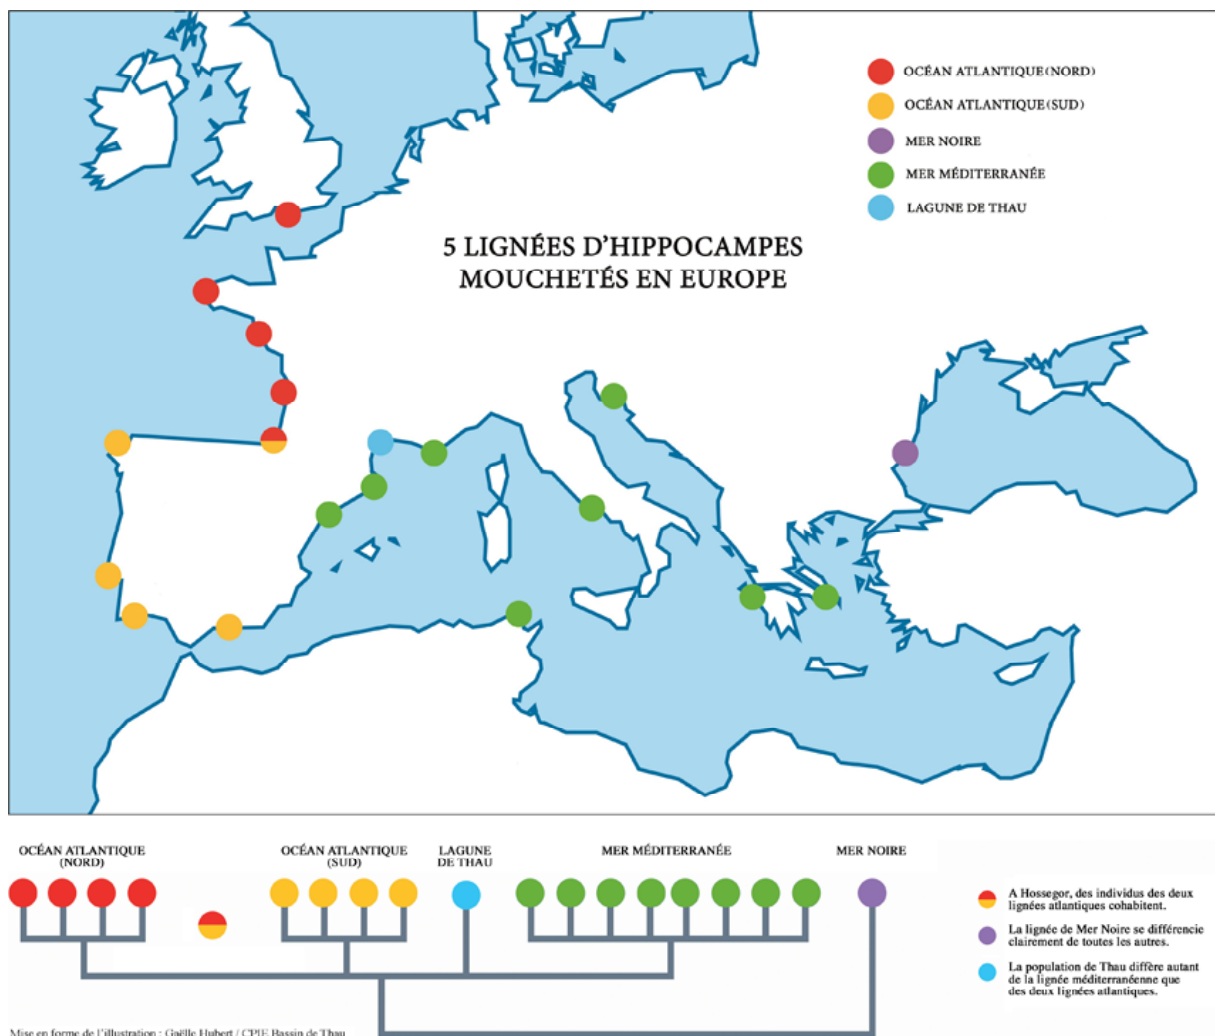 OCÉAN ATLANTIQUE (NORD)
OCÉAN ATLANTIQUE (SUD)
MER NOIRE
MER MÉDITERRANÉE
LAGUNE DE THAU
5 LIGNÉES D'HIPPOCAMPES
MOUCHETÉS EN EUROPE
OCÉAN ATLANTIQUE
(NORD)
OCÉAN ATLANTIQUE
(SUD)
LAGUNE
DE THAU
MER MÉDITERRANÉE
MER NOIRE
A Hossegor, des individus des deux
lignées atlantiques cohabitent.
La lignée de Mer Noire se différencie
clairement de toutes les autres.
La population de Thau diffère autant
de la lignée méditerranéenne que
des deux lignées atlantiques.
Mise en forme de l'illustration : Gaëlle Hubert / CPIE Bassin de Thau